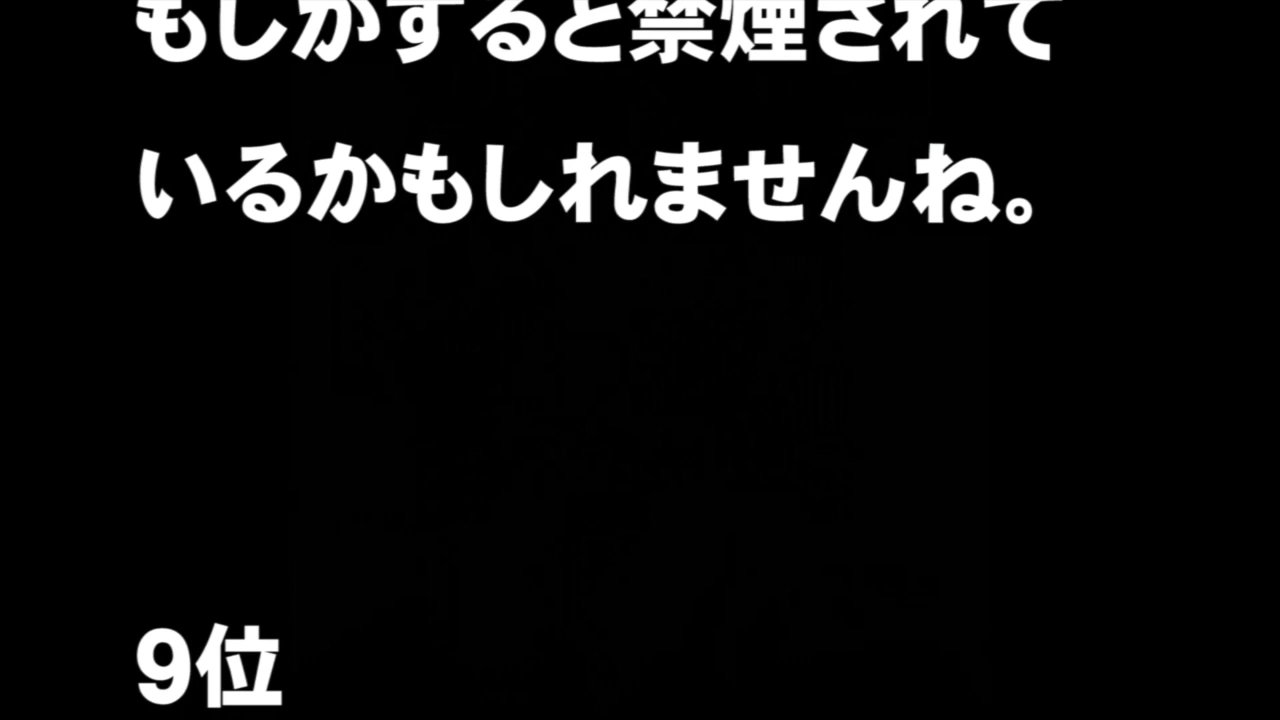 もしかすると禁煙されて
いるかもしれませんね。
9位